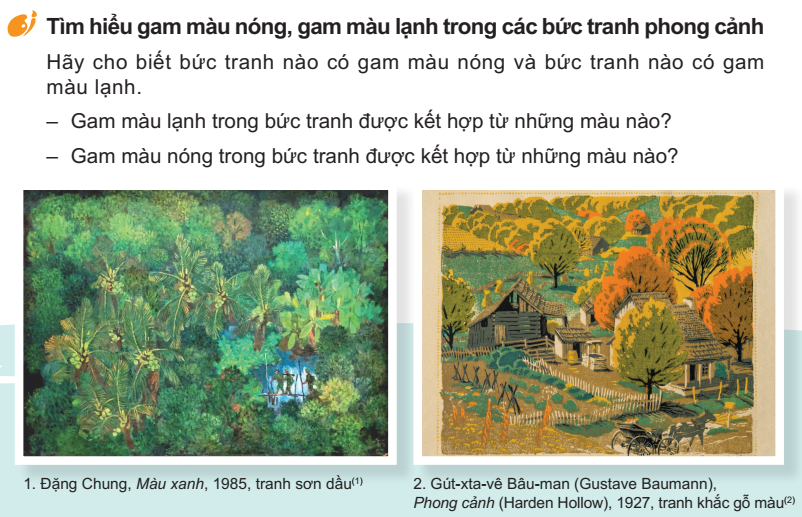 Tìm hiểu gam màu nóng, gam màu lạnh trong các bức tranh phong cảnh
Hãy cho biết bức tranh nào có gam màu nóng và bức tranh nào có gam
màu lạnh.
– Gam màu lạnh trong bức tranh được kết hợp từ những màu nào?
– Gam màu nóng trong bức tranh được kết hợp từ những màu nào?
1. Đặng Chung, Màu xanh, 1985, tranh sơn dầu(1)
2. Gút-xta-vê Bâu-man (Gustave Baumann),
Phong cảnh (Harden Hollow), 1927, tranh khắc gỗ màu(2)